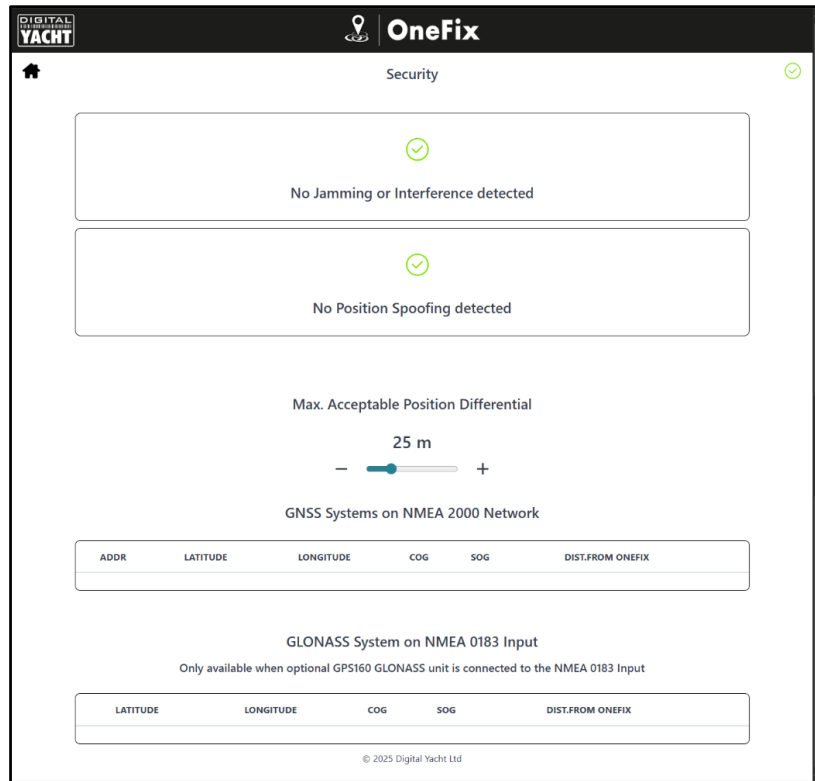 DIGITAL
YACHT
OneFix
Security
No Jamming or Interference detected
No Position Spoofing detected
Max. Acceptable Position Differential
25 m
− +
GNSS Systems on NMEA 2000 Network
ADDR LATITUDE LONGITUDE COG SOG DIST.FROM ONEFIX
GLONASS System on NMEA 0183 Input
Only available when optional GPS160 GLONASS unit is connected to the NMEA 0183 Input
LATITUDE LONGITUDE COG SOG DIST.FROM ONEFIX
© 2025 Digital Yacht Ltd